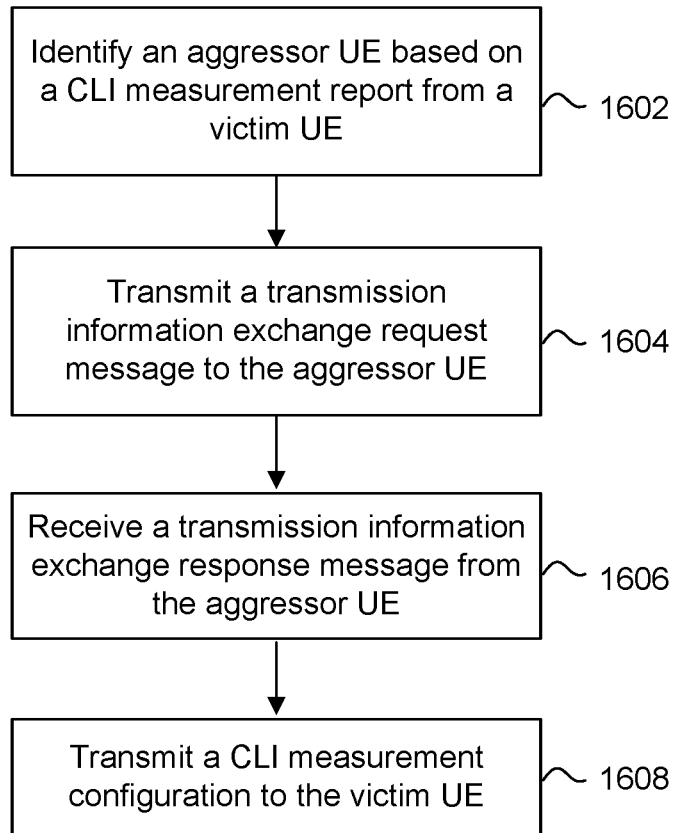 Identify an aggressor UE based on
a CLI measurement report from a
victim UE
1602
Transmit a transmission
information exchange request
message to the aggressor UE
1604
Receive a transmission information
exchange response message from
the aggressor UE
1606
Transmit a CLI measurement
configuration to the victim UE
1608